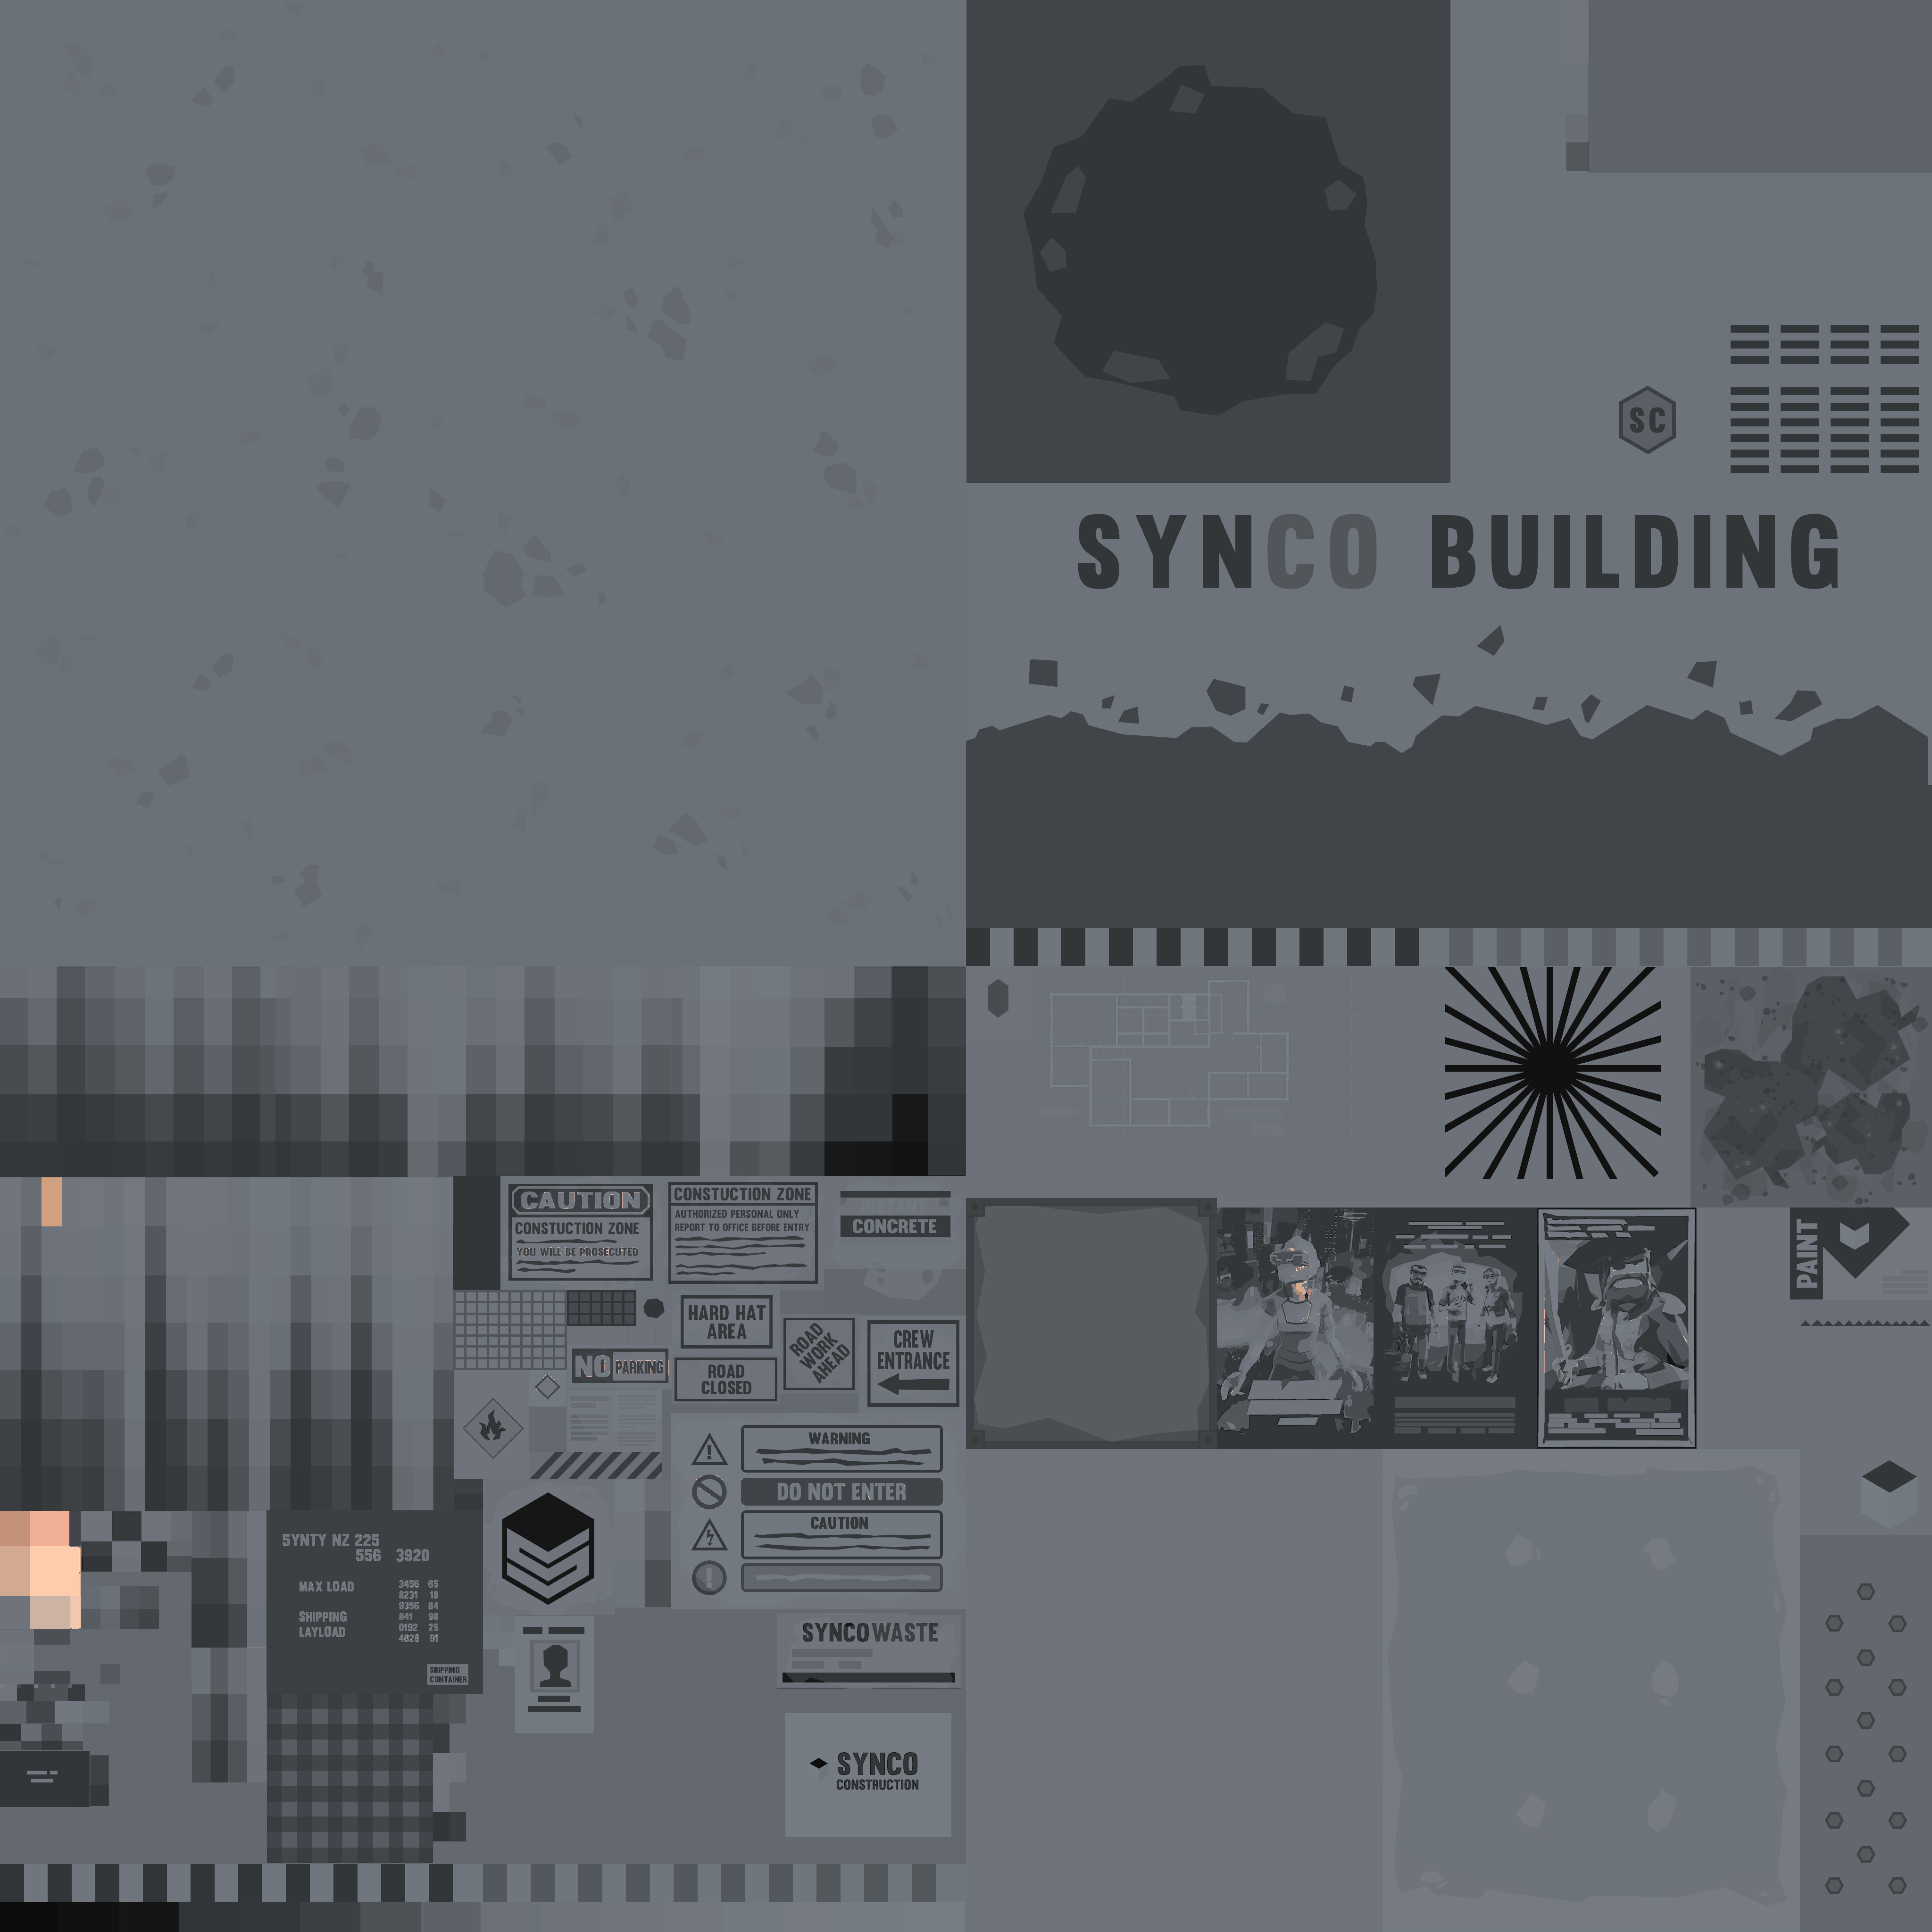 SC
SYNCO BUILDING
CAUTION
CONSTUCTION ZONE
YOU WILL BE PROSECUTED
CONSTUCTION ZONE
AUTHORIZED PERSONAL ONLY
REPORT TO OFFICE BEFORE ENTRY
INSTANT
CONCRETE
HARD HAT
AREA
ROAD
WORK
AHEAD
CREW
ENTRANCE
NO PARKING
ROAD
CLOSED
PAINT
WARNING
DO NOT ENTER
CAUTION
5YNTY NZ 225
556 3920
MAX LOAD
3456 65
8231 18
9356 84
SHIPPING
LAYLOAD
841 90
0192 25
4626 91
SHIPPING
CONTAINER
SYNCOWASTE
SYNCO
CONSTRUCTION